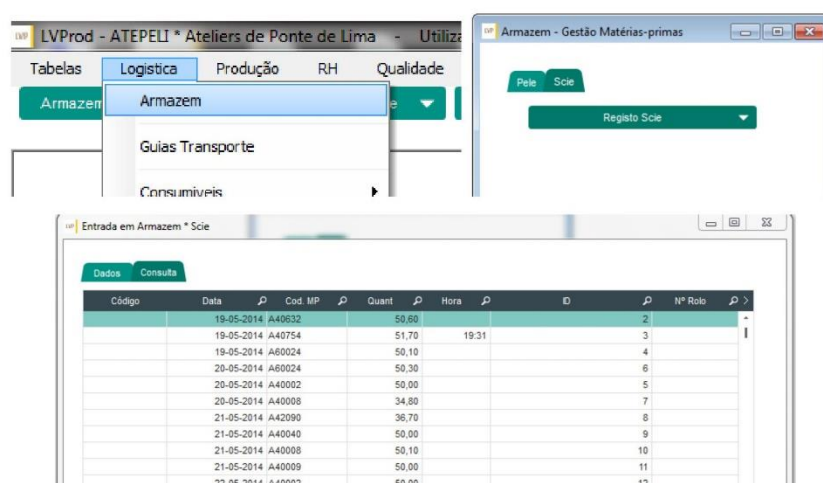 LVP LVProd - ATEPELI * Ateliers de Ponte de Lima - Utiliz
Tabelas Logistica Produção RH Qualidade
Armazem
Armazem
Guias Transporte
Consumiveis
LVP Armazem - Gestão Matérias-primas
Pele Scie
Registo Scie
LVP Entrada em Armazem * Scie
Dados Consulta
Código Data Cod. MP Quant Hora ID Nº Rolo
19-05-2014 A40632 50,60 2
19-05-2014 A40754 51,70 19:31 3
19-05-2014 A60024 50,10 4
20-05-2014 A60024 50,30 6
20-05-2014 A40002 50,00 5
20-05-2014 A40008 34,80 7
21-05-2014 A42090 36,70 8
21-05-2014 A40040 50,00 9
21-05-2014 A40008 50,10 10
21-05-2014 A40009 50,00 11